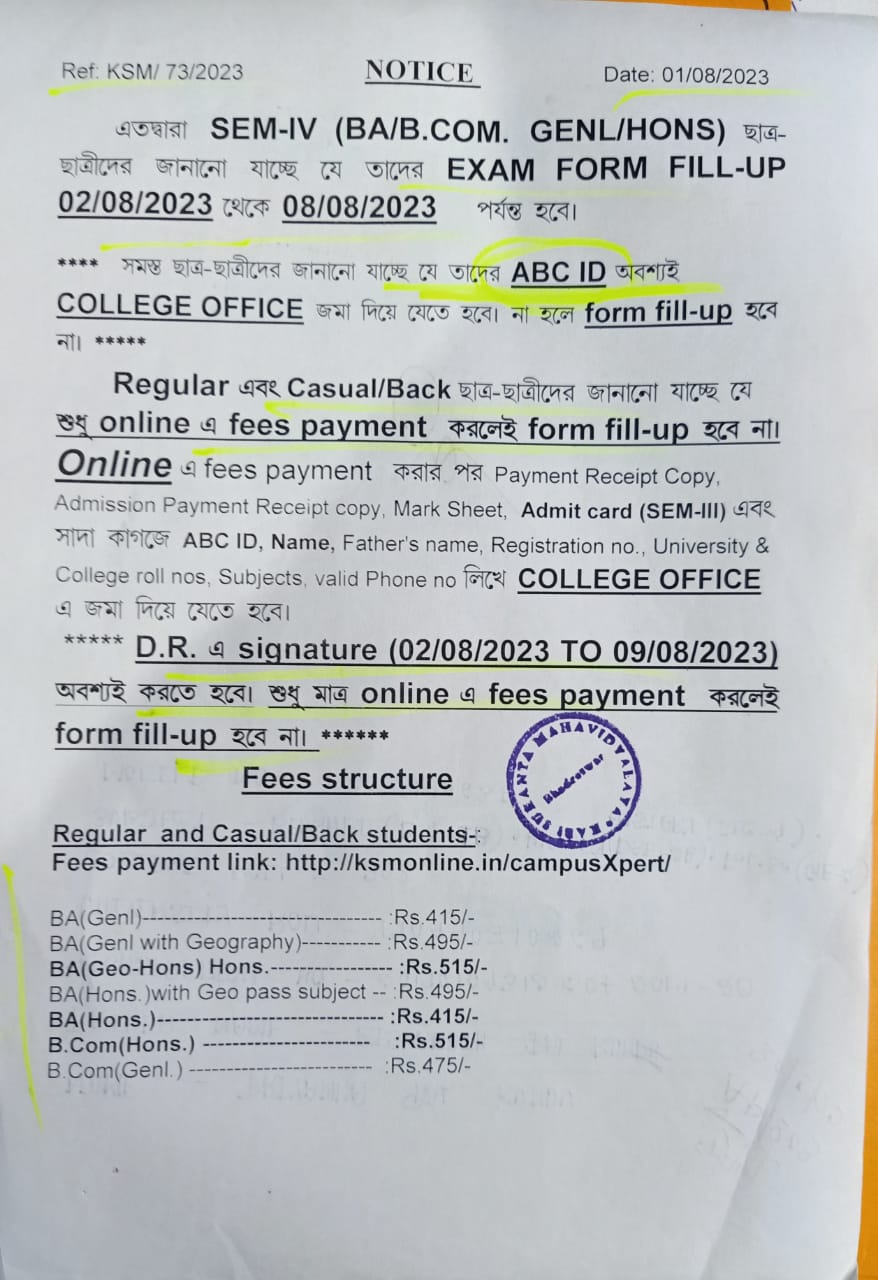 Ref: KSM/ 73/2023 NOTICE Date: 01/08/2023
এতদ্বারা SEM-IV (BA/B.COM. GENL/HONS) ছাত্র-
ছাত্রীদের জানানো যাচ্ছে যে তাদের EXAM FORM FILL-UP
02/08/2023 থেকে 08/08/2023 পর্যন্ত হবে।
**** সমস্ত ছাত্র-ছাত্রীদের জানানো যাচ্ছে যে তাদের ABC ID অবশ্যই
COLLEGE OFFICE জমা দিয়ে যেতে হবে। না হলে form fill-up হবে
না। *****
Regular এবং Casual/Back ছাত্র-ছাত্রীদের জানানো যাচ্ছে যে
শুধু online এ fees payment করলেই form fill-up হবে না।
Online এ fees payment করার পর Payment Receipt Copy,
Admission Payment Receipt copy, Mark Sheet, Admit card (SEM-III) এবং
সাদা কাগজে ABC ID, Name, Father's name, Registration no., University &
College roll nos, Subjects, valid Phone no লিখে COLLEGE OFFICE
এ জমা দিয়ে যেতে হবে।
***** D.R. এ signature (02/08/2023 TO 09/08/2023)
অবশ্যই করতে হবে। শুধু মাত্র online এ fees payment করলেই
form fill-up হবে না। ******
KABI SUKANTA MAHAVIDYALAYA
Bhadreswar
Fees structure
Regular and Casual/Back students-:
Fees payment link: http://ksmonline.in/campusXpert/
BA(Genl)------------------------------- :Rs.415/-
BA(Genl with Geography)----------- :Rs.495/-
BA(Geo-Hons) Hons.----------------- :Rs.515/-
BA(Hons.)with Geo pass subject -- :Rs.495/-
BA(Hons.)-------------------------------- :Rs.415/-
B.Com(Hons.) ----------------------- :Rs.515/-
B.Com(Genl.) ------------------------- :Rs.475/-